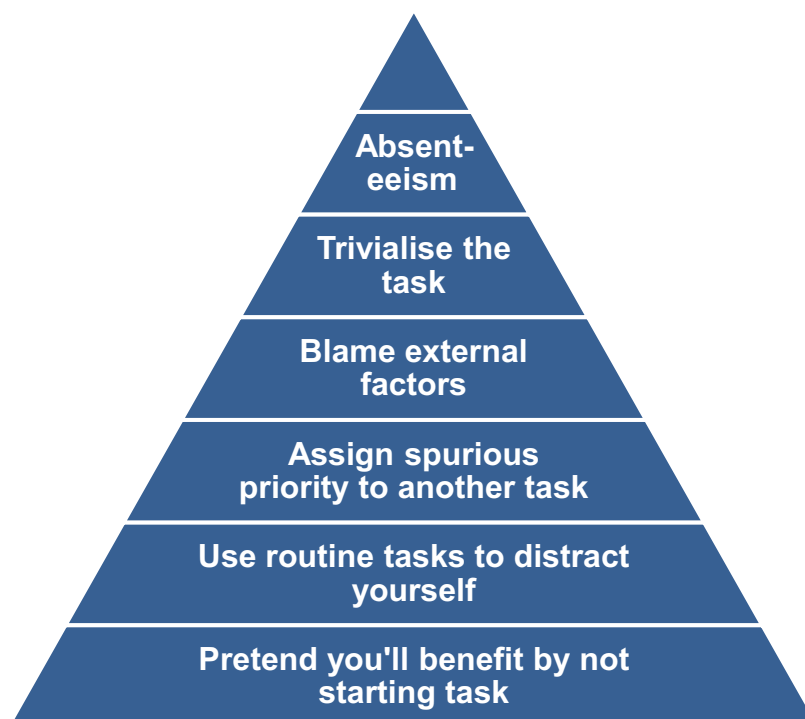 Absent-
eeism
Trivialise the
task
Blame external
factors
Assign spurious
priority to another task
Use routine tasks to distract
yourself
Pretend you'll benefit by not
starting task